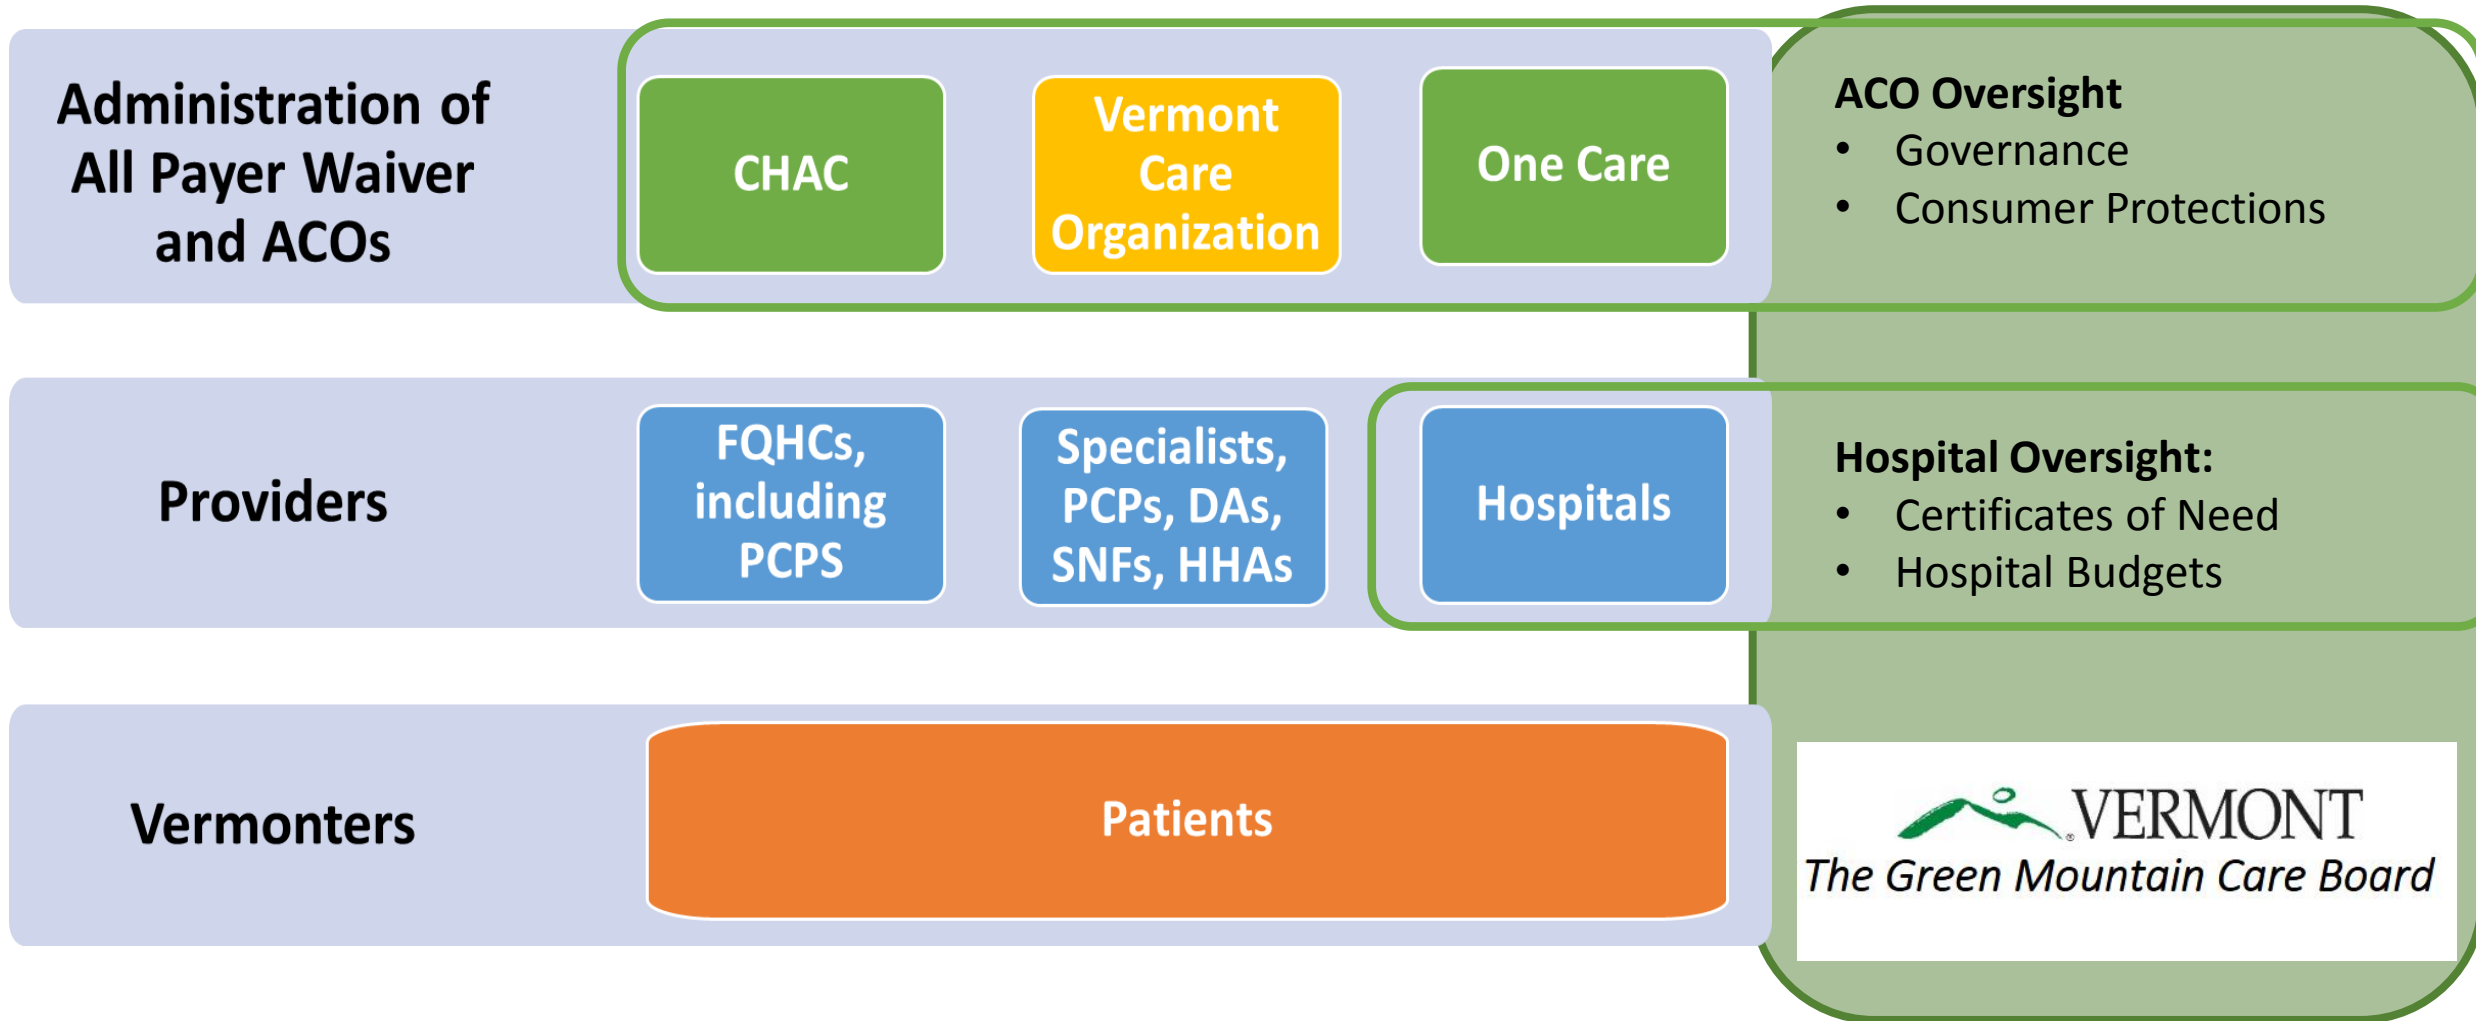 Administration of
All Payer Waiver
and ACOs
CHAC
Vermont
Care
Organization
One Care
ACO Oversight
• Governance
• Consumer Protections
Providers
FQHCs,
including
PCPS
Specialists,
PCPs, DAs,
SNFs, HHAs
Hospitals
Hospital Oversight:
• Certificates of Need
• Hospital Budgets
Vermonters
Patients
® VERMONT
The Green Mountain Care Board